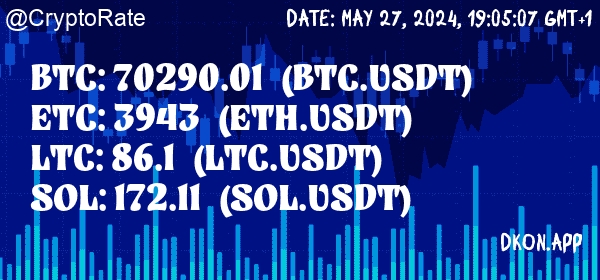 @CryptoRate
DATE: MAY 27, 2024, 19:05:07 GMT+1
BTC: 70290.01 (BTC.USDT)
ETC: 3943 (ETH.USDT)
LTC: 86.1 (LTC.USDT)
SOL: 172.11 (SOL.USDT)
DKON.APP